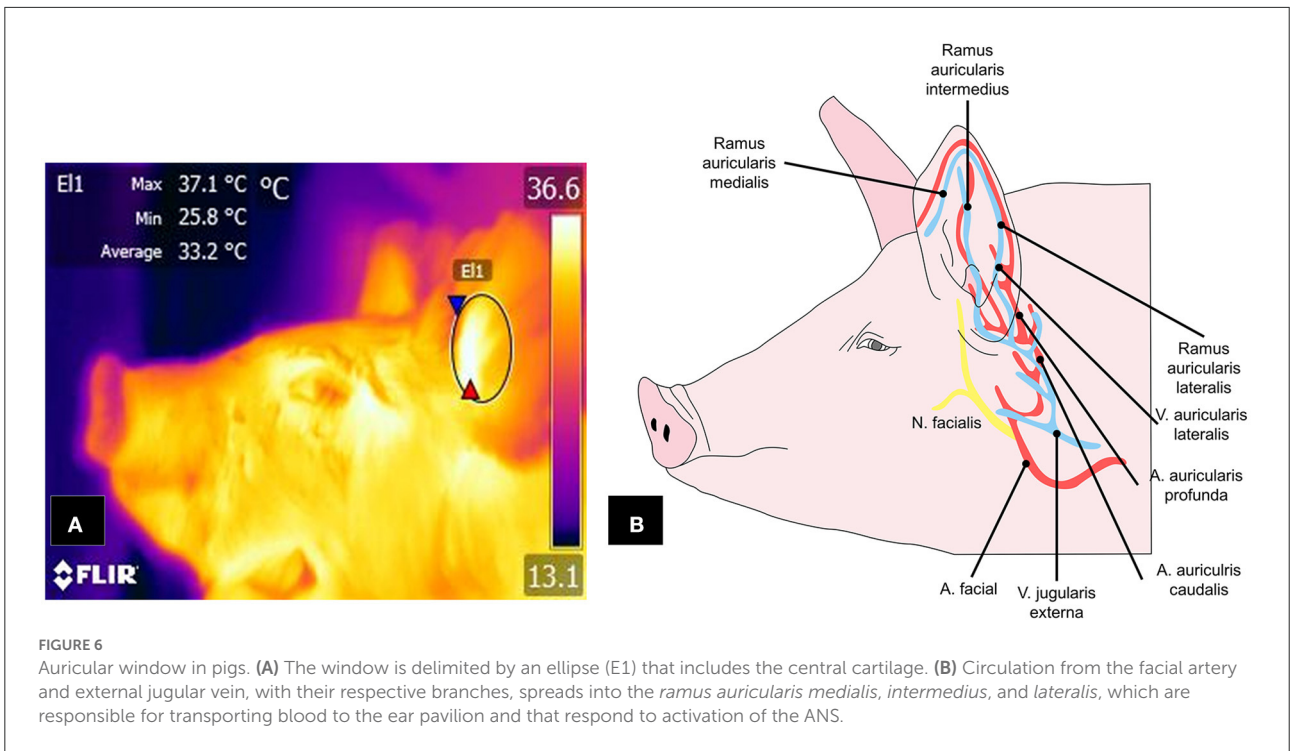 El1 Max 37.1 °C °C
Min 25.8 °C
Average 33.2 °C
36.6
El1
A
FLIR
13.1
Ramus
auricularis
intermedius
Ramus
auricularis
medialis
Ramus
auricularis
lateralis
V. auricularis
lateralis
A. auricularis
profunda
N. facialis
B
A. facial
V. jugularis
externa
A. auriculris
caudalis
FIGURE 6
Auricular window in pigs. (A) The window is delimited by an ellipse (E1) that includes the central cartilage. (B) Circulation from the facial artery
and external jugular vein, with their respective branches, spreads into the ramus auricularis medialis, intermedius, and lateralis, which are
responsible for transporting blood to the ear pavilion and that respond to activation of the ANS.